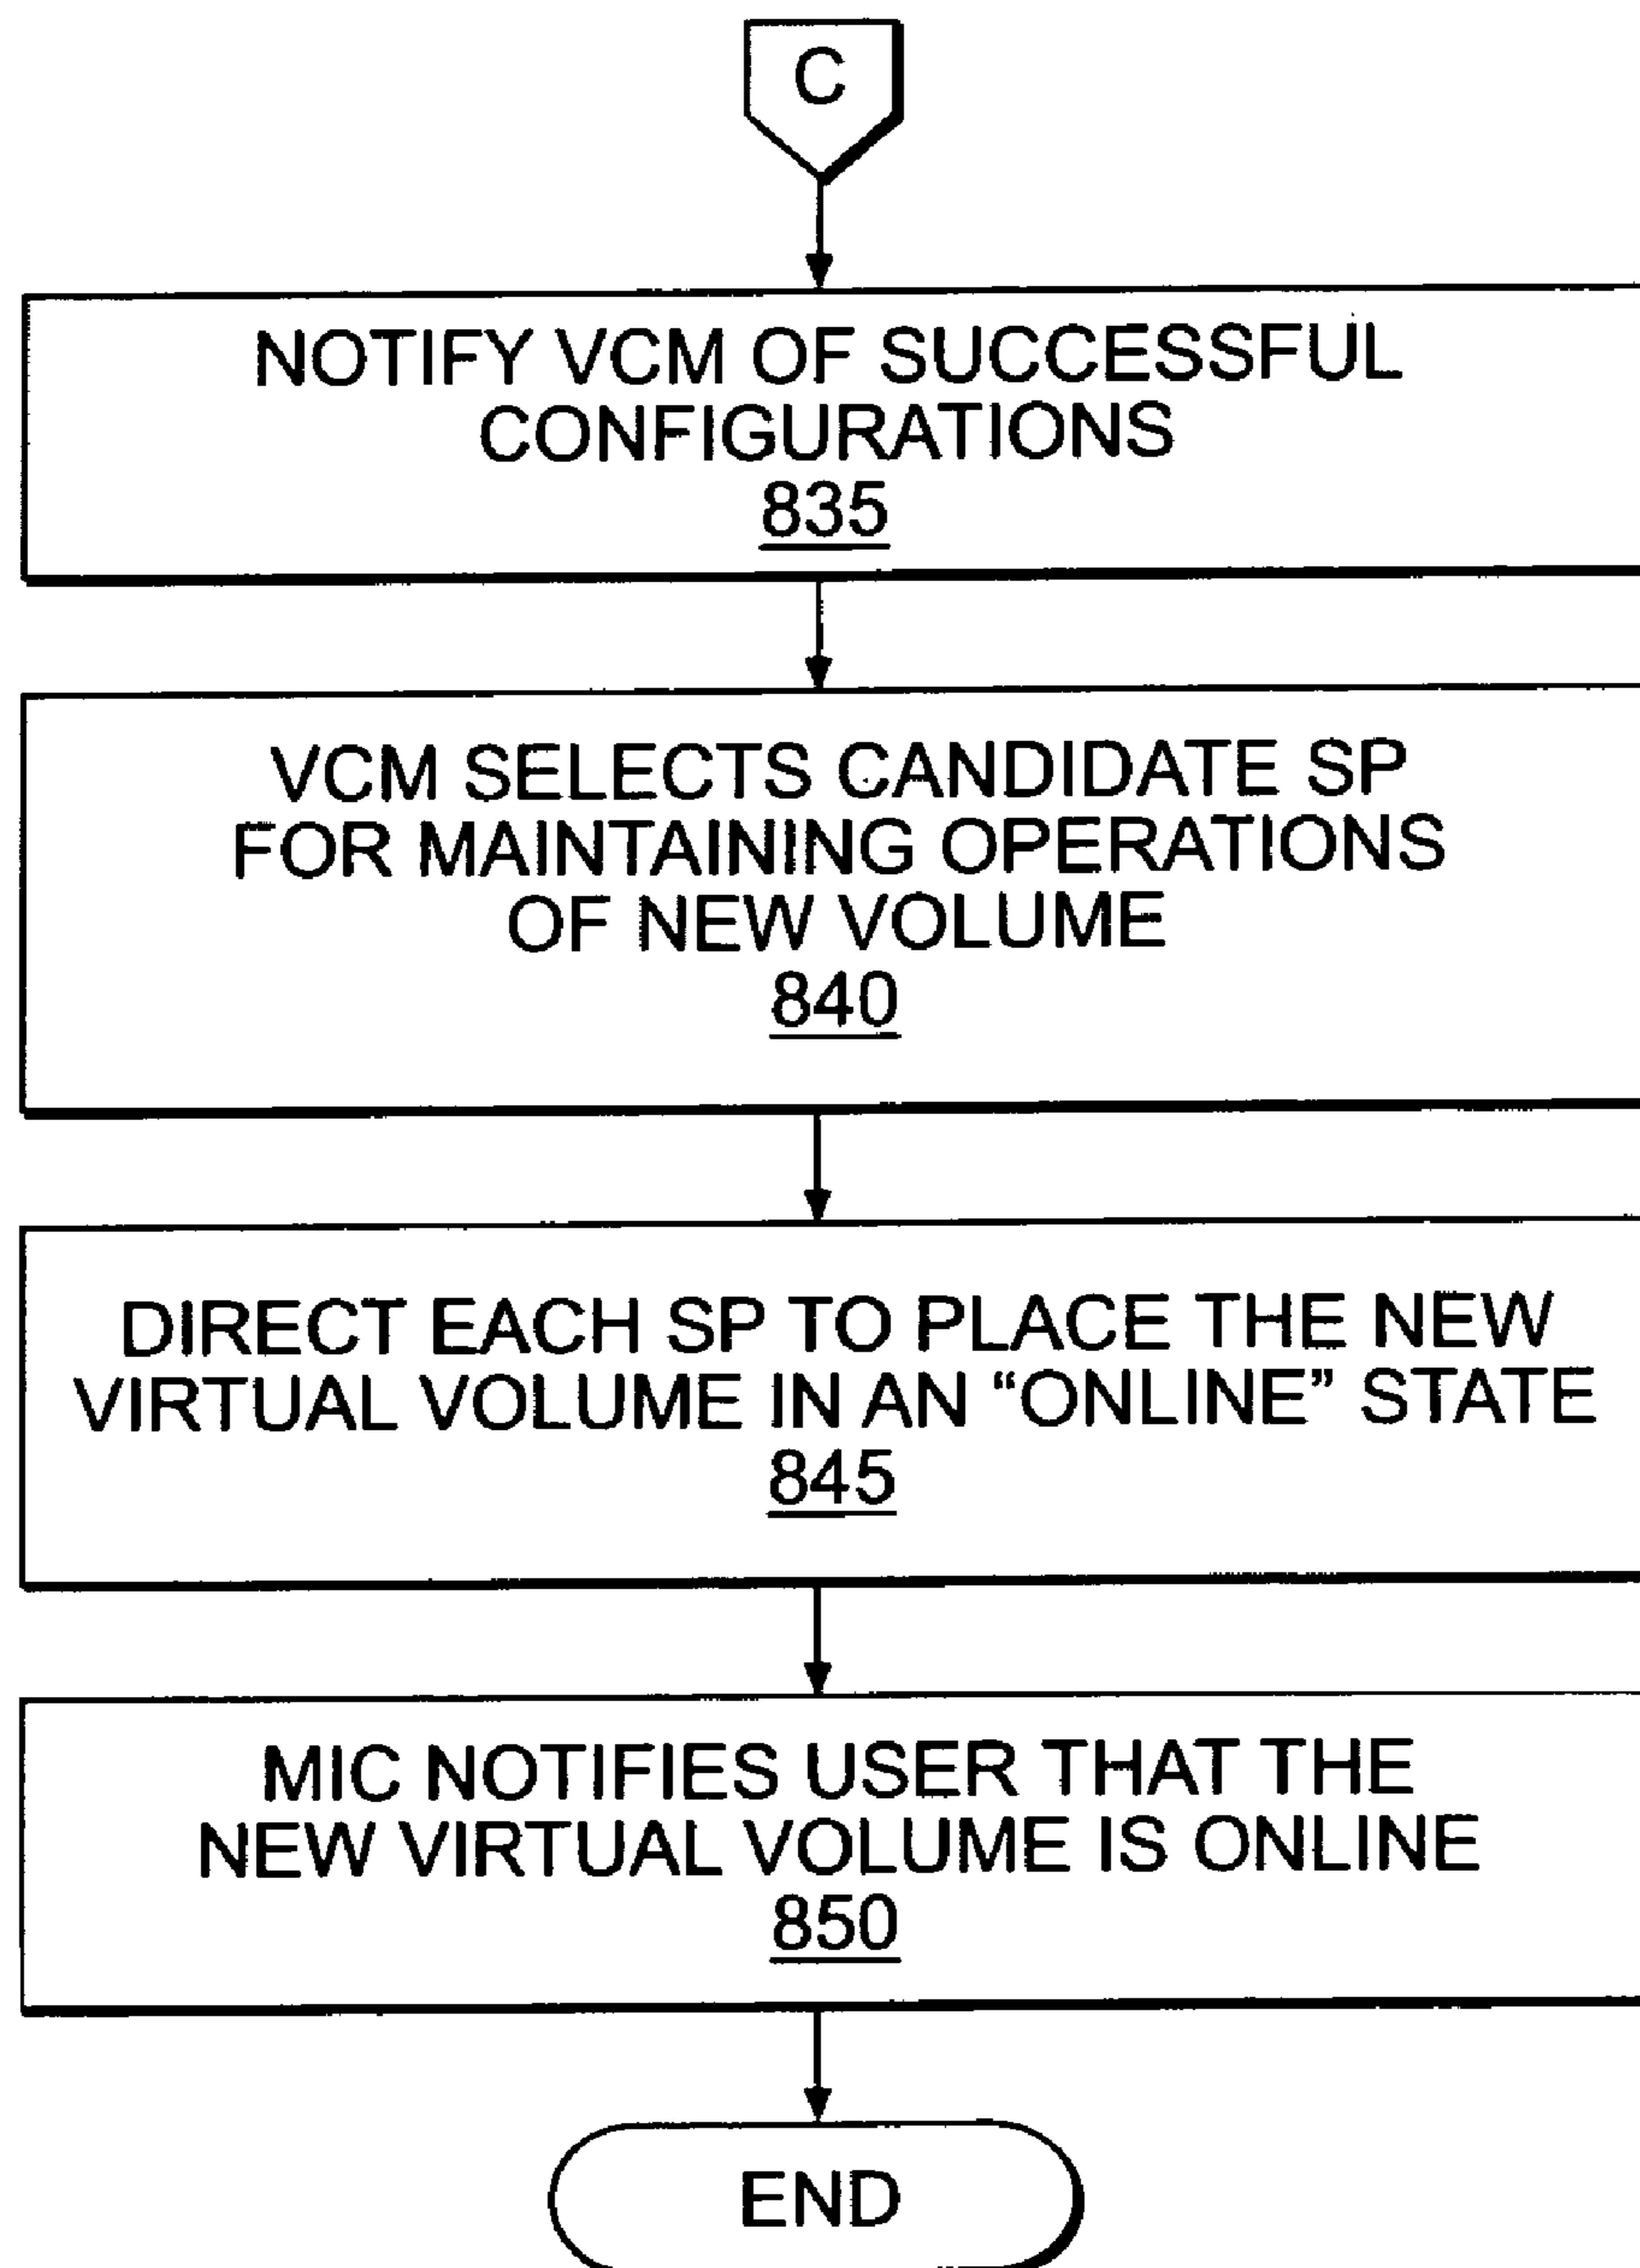 C
NOTIFY VCM OF SUCCESSFUL
CONFIGURATIONS
835
VCM SELECTS CANDIDATE SP
FOR MAINTAINING OPERATIONS
OF NEW VOLUME
840
DIRECT EACH SP TO PLACE THE NEW
VIRTUAL VOLUME IN AN “ONLINE” STATE
845
MIC NOTIFIES USER THAT THE
NEW VIRTUAL VOLUME IS ONLINE
850
END